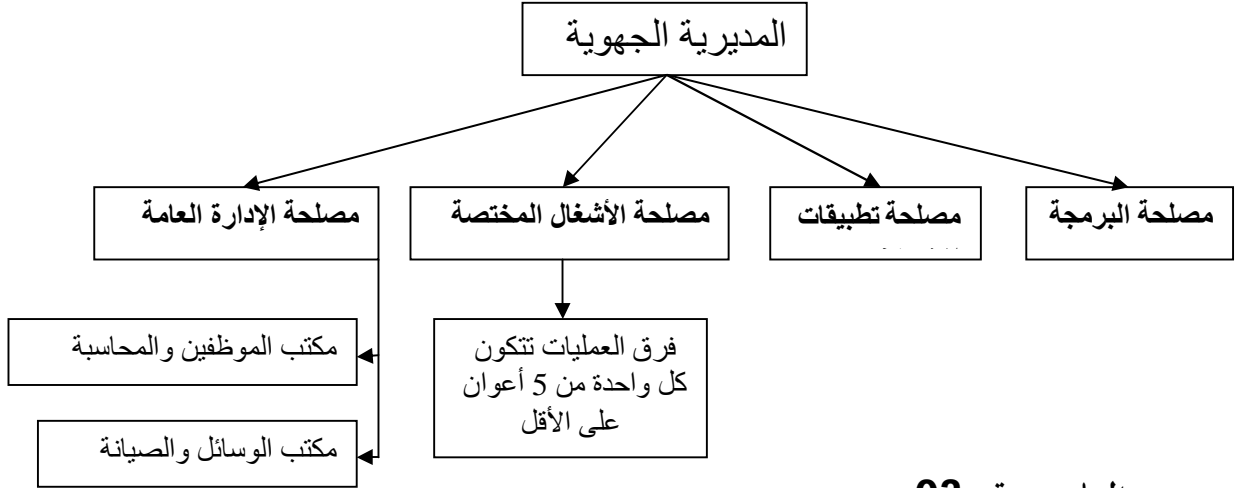 المديرية الجهوية
مصلحة البرمجة
مصلحة تطبيقات
مصلحة الأشغال المختصة
مصلحة الإدارة العامة
فرق العمليات تتكون
كل واحدة من 5 أعوان
على الأقل
مكتب الموظفين والمحاسبة
مكتب الوسائل والصيانة
03